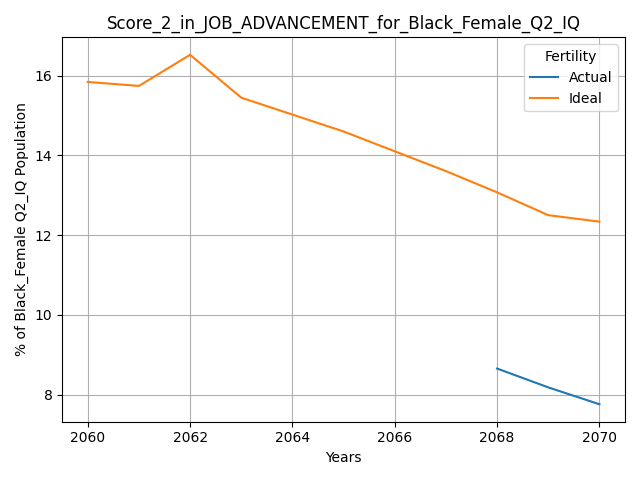 Score_2_in_JOB_ADVANCEMENT_for_Black_Female_Q2_IQ
Fertility
Actual
Ideal
% of Black_Female Q2_IQ Population
16
14
12
10
8
2060 2062 2064 2066 2068 2070
Years